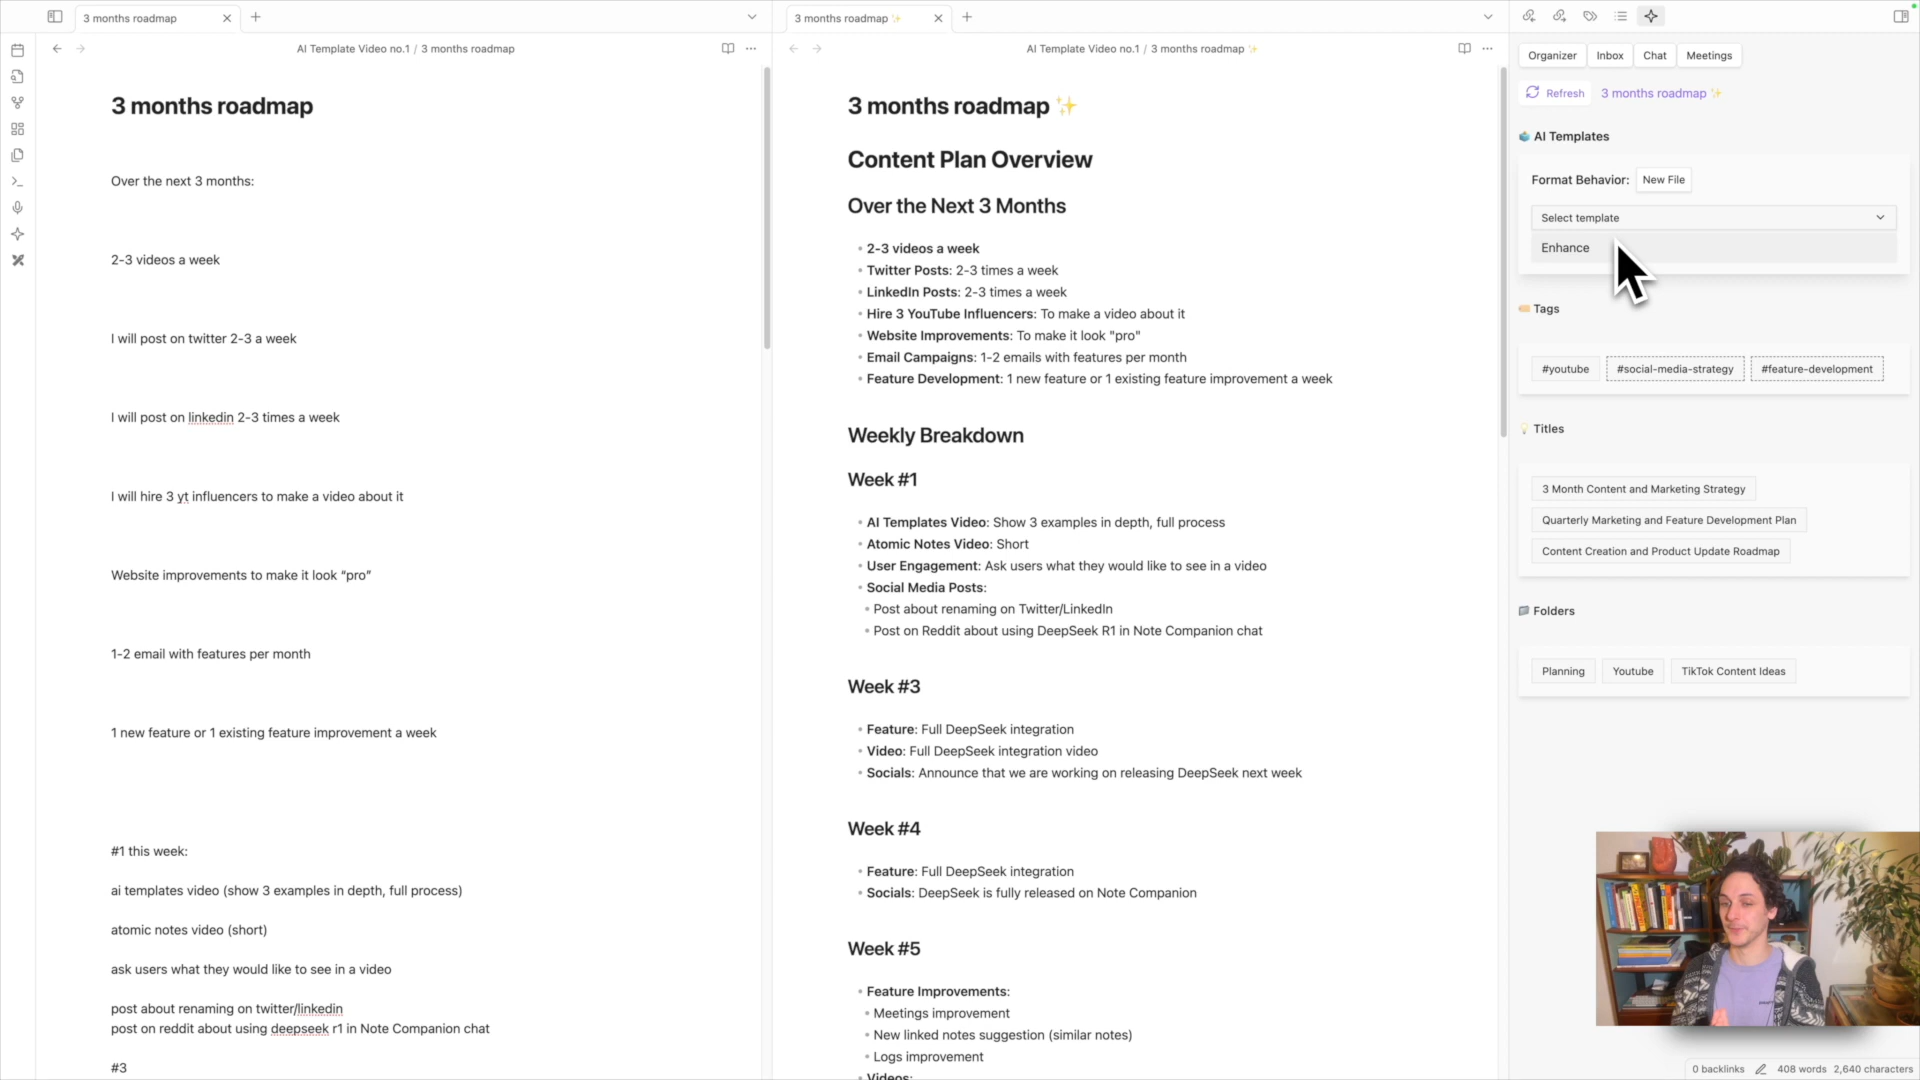 3 months roadmap
3 months roadmap ✨
AI Template Video no.1 / 3 months roadmap
AI Template Video no.1 / 3 months roadmap ✨
3 months roadmap
Over the next 3 months:
2-3 videos a week
I will post on twitter 2-3 a week
I will post on linkedin 2-3 times a week
I will hire 3 yt influencers to make a video about it
Website improvements to make it look “pro”
1-2 email with features per month
1 new feature or 1 existing feature improvement a week
#1 this week:
ai templates video (show 3 examples in depth, full process)
atomic notes video (short)
ask users what they would like to see in a video
post about renaming on twitter/linkedin
post on reddit about using deepseek r1 in Note Companion chat
#3
3 months roadmap ✨
Content Plan Overview
Over the Next 3 Months
• 2-3 videos a week
• Twitter Posts: 2-3 times a week
• LinkedIn Posts: 2-3 times a week
• Hire 3 YouTube Influencers: To make a video about it
• Website Improvements: To make it look "pro"
• Email Campaigns: 1-2 emails with features per month
• Feature Development: 1 new feature or 1 existing feature improvement a week
Weekly Breakdown
Week #1
• AI Templates Video: Show 3 examples in depth, full process
• Atomic Notes Video: Short
• User Engagement: Ask users what they would like to see in a video
• Social Media Posts:
• Post about renaming on Twitter/LinkedIn
• Post on Reddit about using DeepSeek R1 in Note Companion chat
Week #3
• Feature: Full DeepSeek integration
• Video: Full DeepSeek integration video
• Socials: Announce that we are working on releasing DeepSeek next week
Week #4
• Feature: Full DeepSeek integration
• Socials: DeepSeek is fully released on Note Companion
Week #5
• Feature Improvements:
• Meetings improvement
• New linked notes suggestion (similar notes)
• Logs improvement
• Videos:
Organizer Inbox Chat Meetings
Refresh 3 months roadmap ✨
AI Templates
Format Behavior: New File
Select template
Enhance
Tags
#youtube #social-media-strategy #feature-development
Titles
3 Month Content and Marketing Strategy
Quarterly Marketing and Feature Development Plan
Content Creation and Product Update Roadmap
Folders
Planning Youtube TikTok Content Ideas
0 backlinks 408 words 2,640 characters